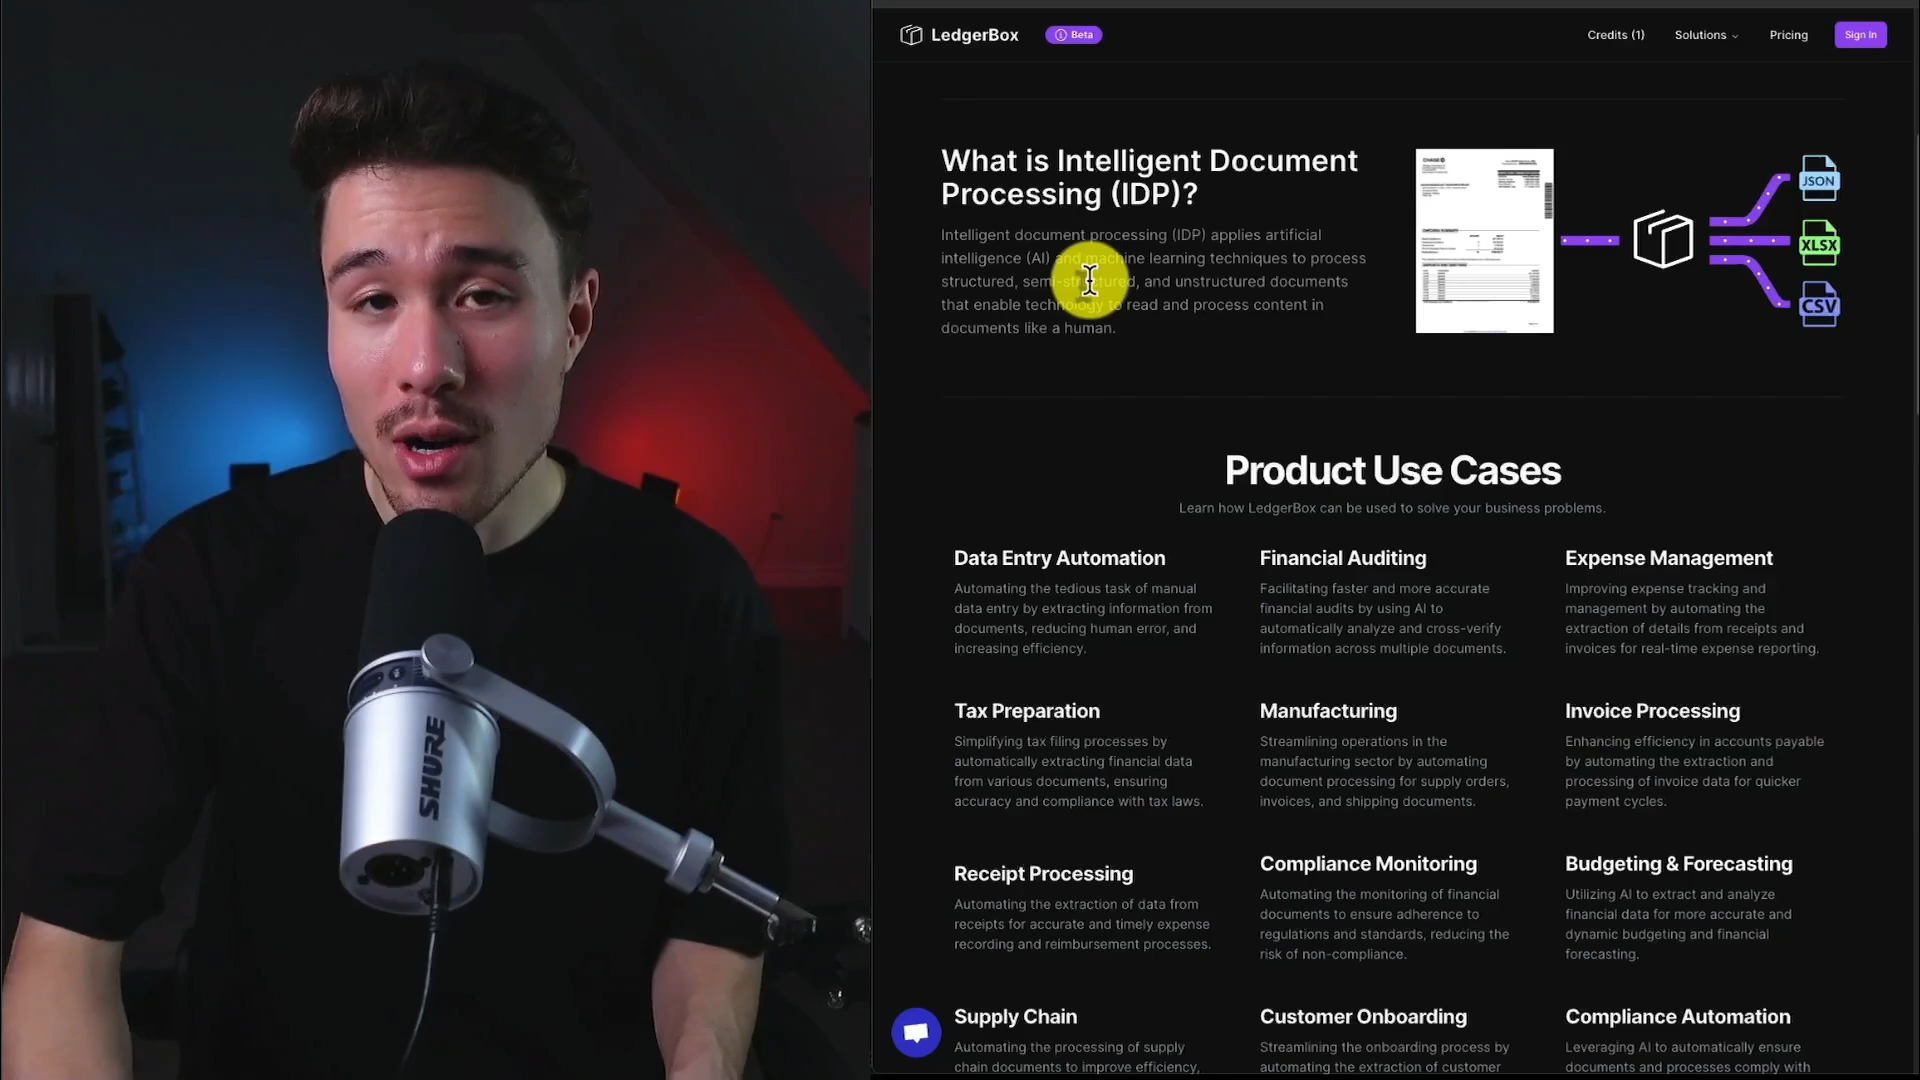 LedgerBox
Beta
Credits (1)
Solutions
Pricing
Sign In
What is Intelligent Document
Processing (IDP)?
Intelligent document processing (IDP) applies artificial
intelligence (AI) and machine learning techniques to process
structured, semi-structured, and unstructured documents
that enable technology to read and process content in
documents like a human.
CHASE
JSON
XLSX
CSV
Product Use Cases
Learn how LedgerBox can be used to solve your business problems.
Data Entry Automation
Automating the tedious task of manual
data entry by extracting information from
documents, reducing human error, and
increasing efficiency.
Financial Auditing
Facilitating faster and more accurate
financial audits by using AI to
automatically analyze and cross-verify
information across multiple documents.
Expense Management
Improving expense tracking and
management by automating the
extraction of details from receipts and
invoices for real-time expense reporting.
Tax Preparation
Simplifying tax filing processes by
automatically extracting financial data
from various documents, ensuring
accuracy and compliance with tax laws.
Manufacturing
Streamlining operations in the
manufacturing sector by automating
document processing for supply orders,
invoices, and shipping documents.
Invoice Processing
Enhancing efficiency in accounts payable
by automating the extraction and
processing of invoice data for quicker
payment cycles.
Receipt Processing
Automating the extraction of data from
receipts for accurate and timely expense
recording and reimbursement processes.
Compliance Monitoring
Automating the monitoring of financial
documents to ensure adherence to
regulations and standards, reducing the
risk of non-compliance.
Budgeting & Forecasting
Utilizing AI to extract and analyze
financial data for more accurate and
dynamic budgeting and financial
forecasting.
Supply Chain
Automating the processing of supply
chain documents to improve efficiency,
Customer Onboarding
Streamlining the onboarding process by
automating the extraction of customer
Compliance Automation
Leveraging AI to automatically ensure
documents and processes comply with
SHURE